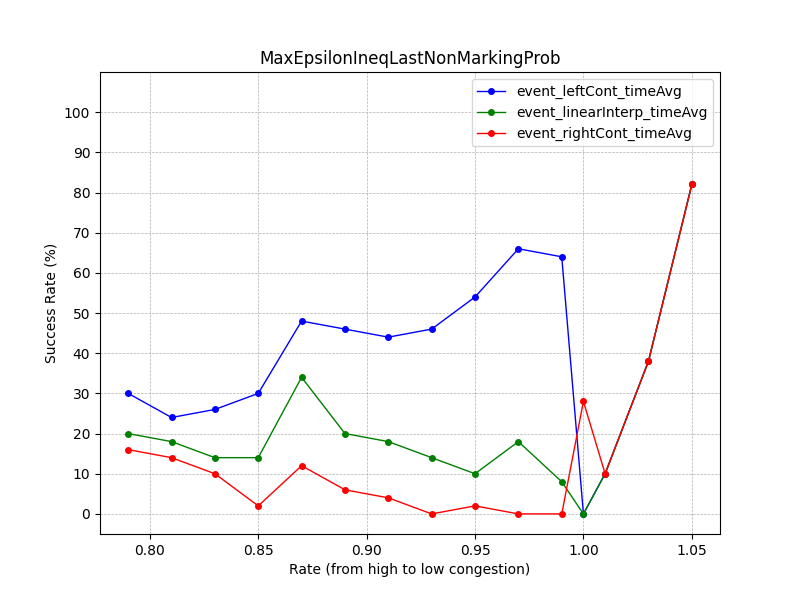 MaxEpsilonIneqLastNonMarkingProb
event_leftCont_timeAvg
event_linearInterp_timeAvg
event_rightCont_timeAvg
100
90
80
70
60
50
40
30
20
10
0
Success Rate (%)
0.80 0.85 0.90 0.95 1.00 1.05
Rate (from high to low congestion)